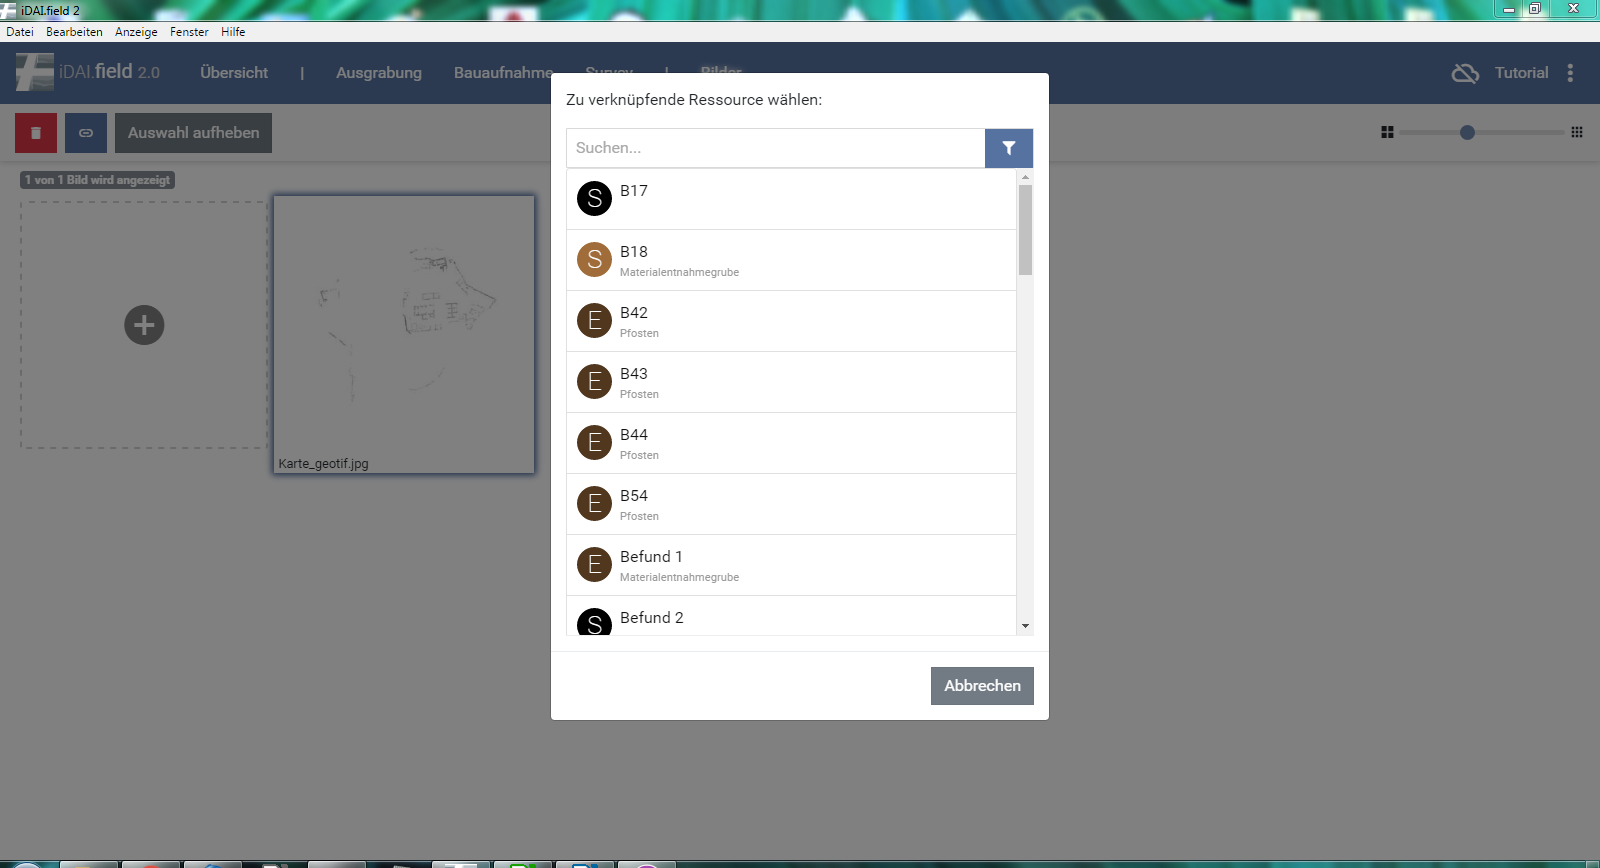 iDAI.field 2
Datei Bearbeiten Anzeige Fenster Hilfe
iDAI.field 2.0 Übersicht | Ausgrabung Bauaufnahme Survey | Bilder Tutorial
Auswahl aufheben
1 von 1 Bild wird angezeigt
Karte_geotif.jpg
Zu verknüpfende Ressource wählen:
Suchen...
S B17
S B18
Materialentnahmegrube
E B42
Pfosten
E B43
Pfosten
E B44
Pfosten
E B54
Pfosten
E Befund 1
Materialentnahmegrube
S Befund 2
Abbrechen